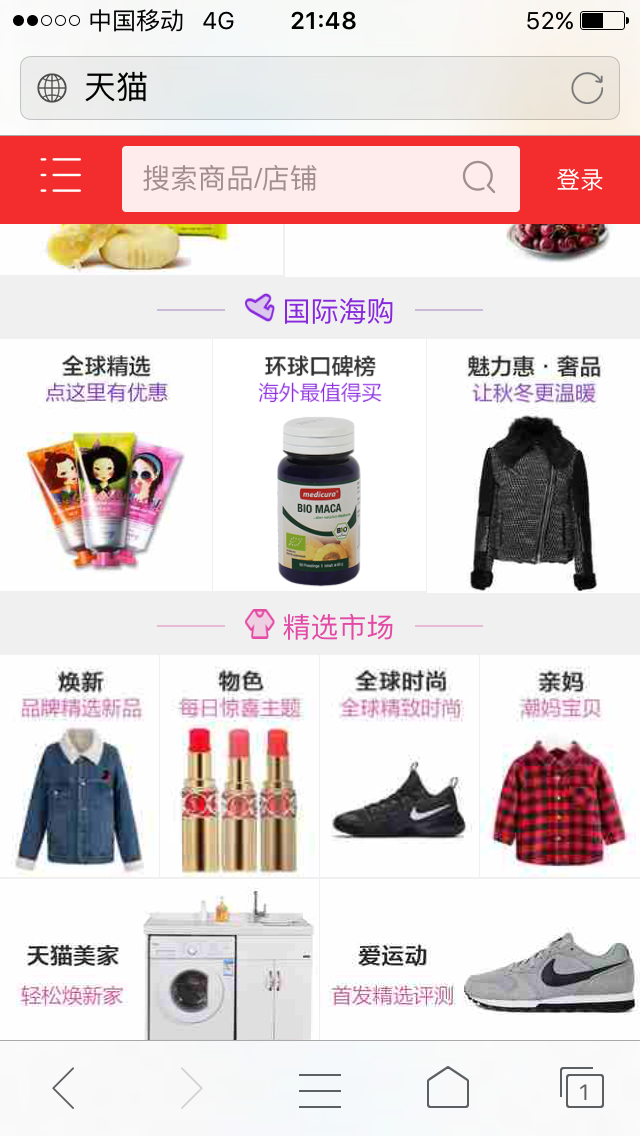 中国移动 4G 21:48 52%
天猫
搜索商品/店铺 登录
国际海购
全球精选 环球口碑榜 魅力惠·奢品
点这里有优惠 海外最值得买 让秋冬更温暖
medicura
BIO MACA
BIO
精选市场
焕新 物色 全球时尚 亲妈
品牌精选新品 每日惊喜主题 全球精致时尚 潮妈宝贝
天猫美家 爱运动
轻松焕新家 首发精选评测
1